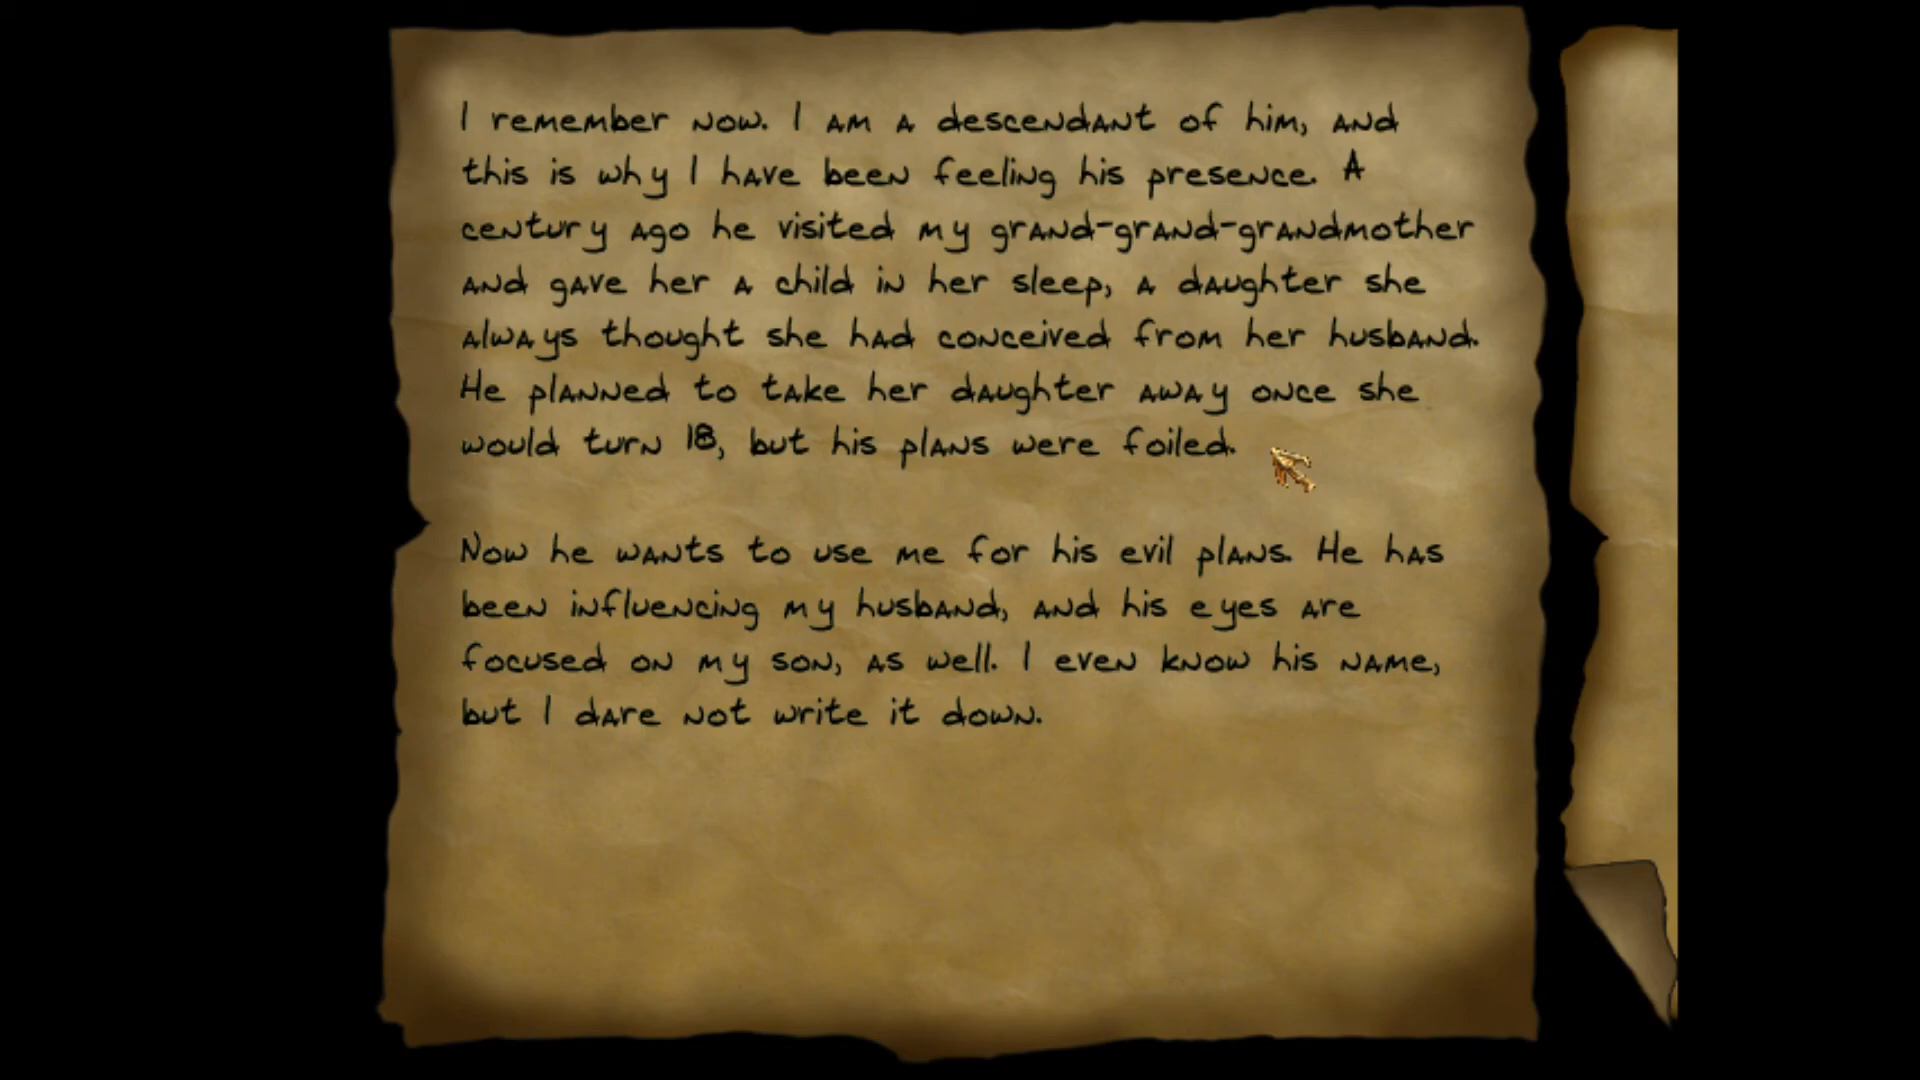 I remember now. I am a descendant of him, and
this is why I have been feeling his presence. A
century ago he visited my grand-grand-grandmother
and gave her a child in her sleep, a daughter she
always thought she had conceived from her husband.
He planned to take her daughter away once she
would turn 18, but his plans were foiled.
Now he wants to use me for his evil plans. He has
been influencing my husband, and his eyes are
focused on my son, as well. I even know his name,
but I dare not write it down.